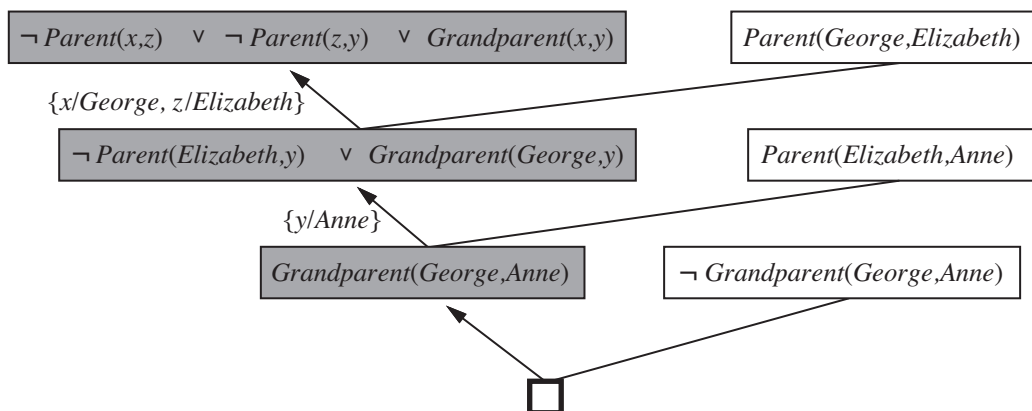 ¬ Parent(x,z) ∨ ¬ Parent(z,y) ∨ Grandparent(x,y)
Parent(George,Elizabeth)
{x/George, z/Elizabeth}
¬ Parent(Elizabeth,y) ∨ Grandparent(George,y)
Parent(Elizabeth,Anne)
{y/Anne}
Grandparent(George,Anne)
¬ Grandparent(George,Anne)